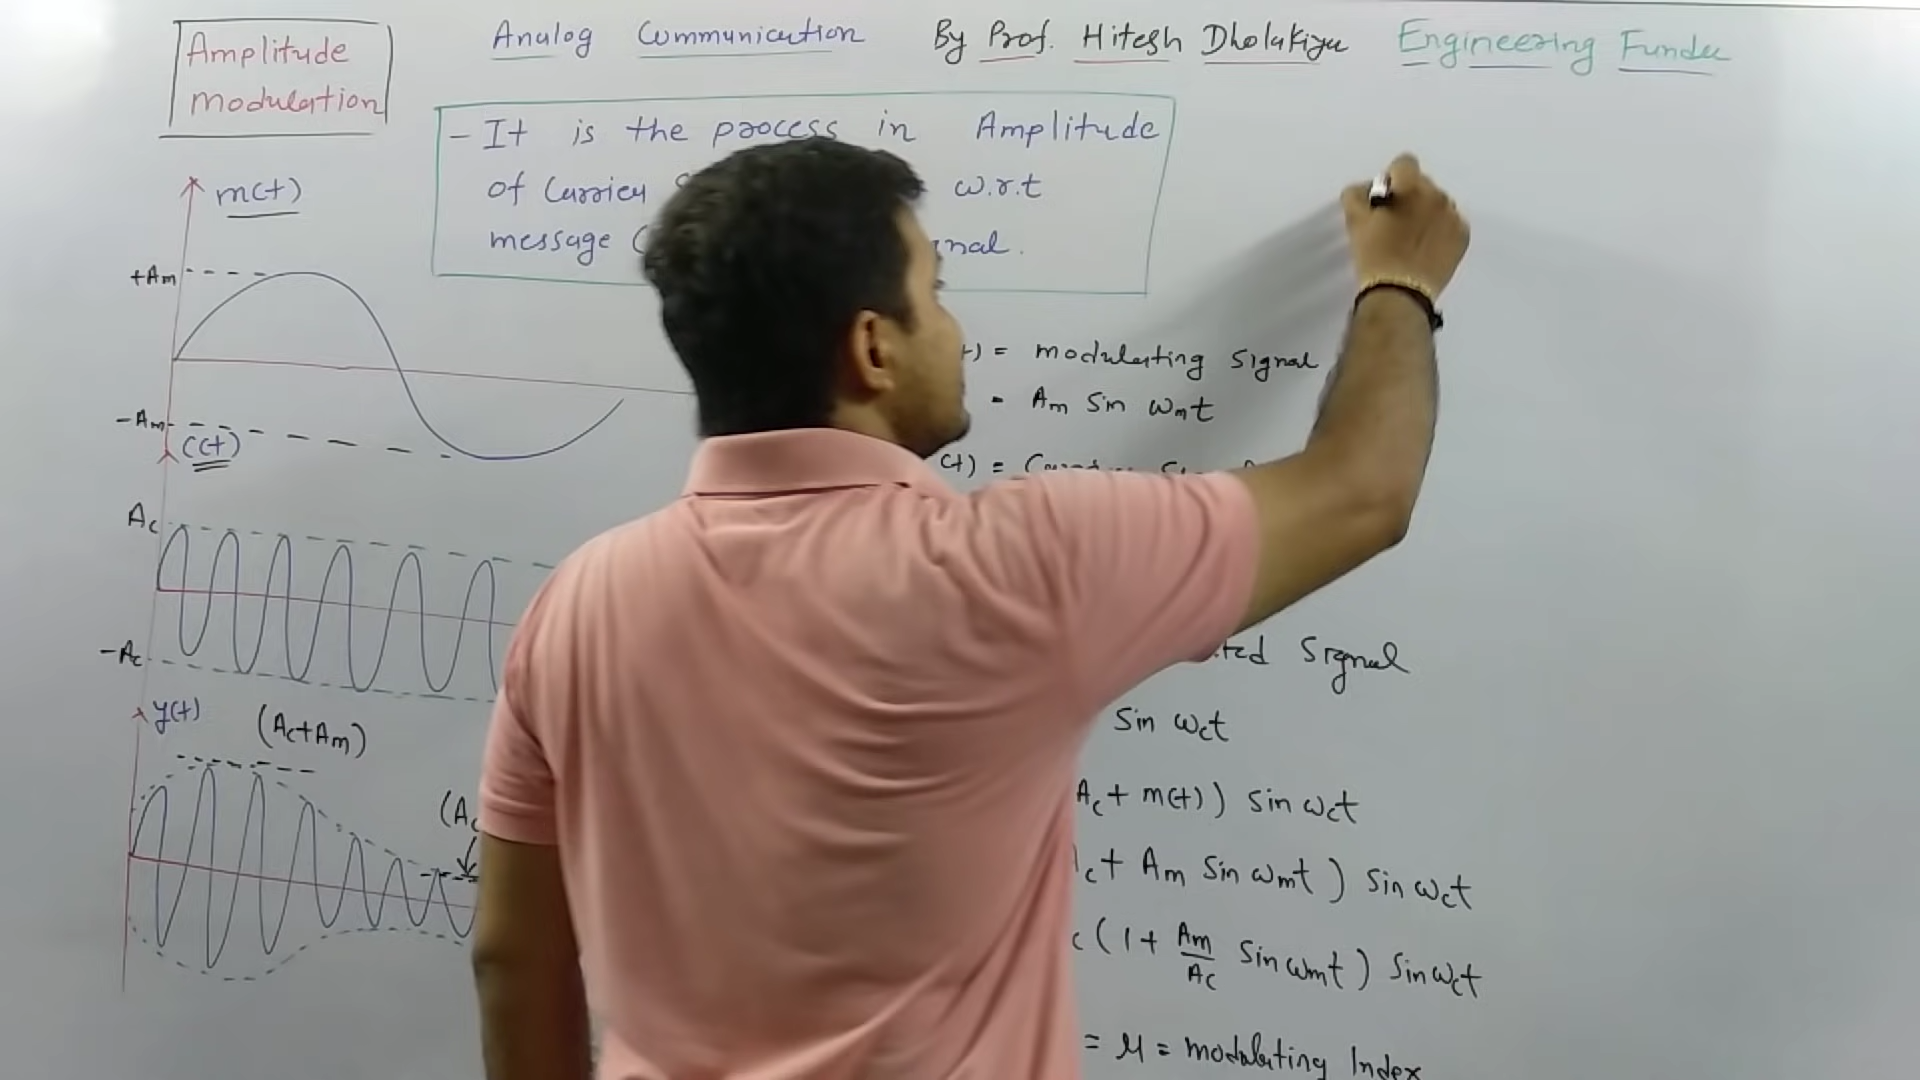 Amplitude
modulation
Analog Communication By Prof. Hitesh Dholakiya Engineering Funda
- It is the process in Amplitude
of Carrier w.r.t
message nal.
m(t)
+Am
-Am
C(t)
Ac
-Ac
y(t)
(Ac+Am)
(Ac
t) = modulating Signal
= Am Sin ωmt
(t) =
ted Signal
Sin ωct
Ac + m(t)) sin ωct
c + Am Sin ωmt) Sin ωct
c (1 + Am/Ac Sin ωmt) Sin ωct
= μ = modulating Index